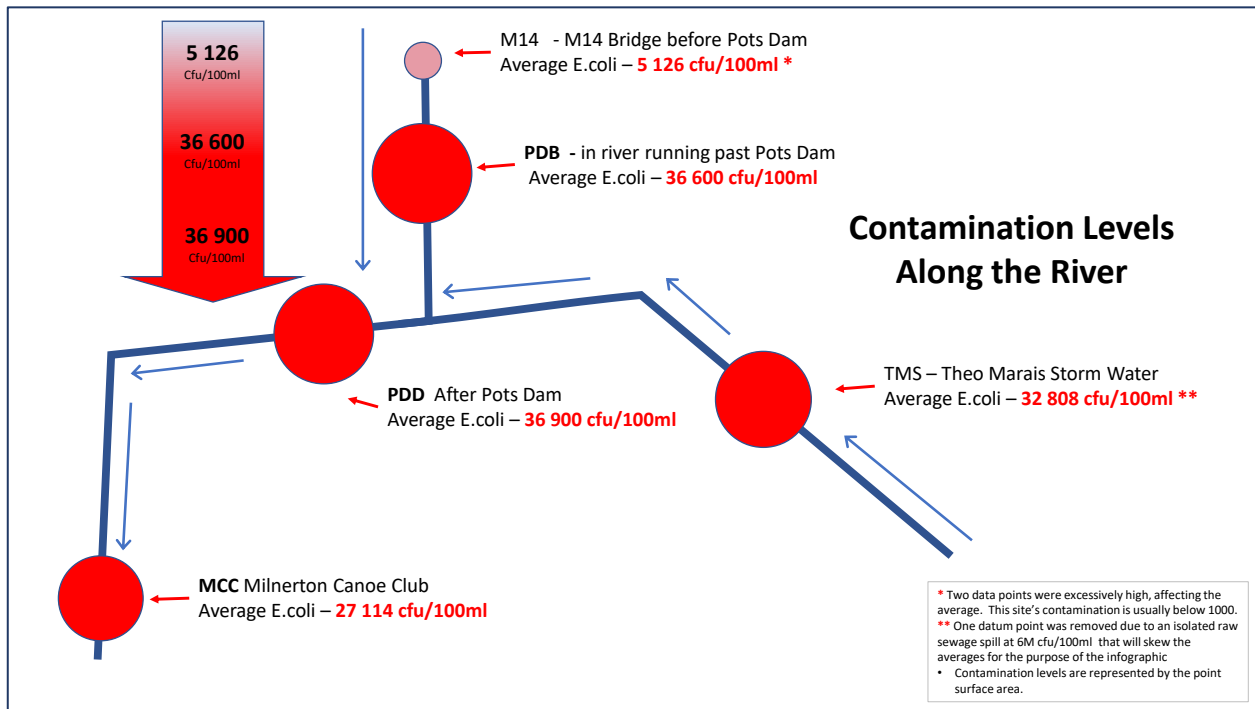 5 126
Cfu/100ml
36 600
Cfu/100ml
36 900
Cfu/100ml
M14 - M14 Bridge before Pots Dam
Average E.coli – 5 126 cfu/100ml *
PDB - in river running past Pots Dam
Average E.coli – 36 600 cfu/100ml
Contamination Levels
Along the River
TMS – Theo Marais Storm Water
Average E.coli – 32 808 cfu/100ml **
PDD After Pots Dam
Average E.coli – 36 900 cfu/100ml
MCC Milnerton Canoe Club
Average E.coli – 27 114 cfu/100ml
* Two data points were excessively high, affecting the
average. This site's contamination is usually below 1000.
** One datum point was removed due to an isolated raw
sewage spill at 6M cfu/100ml that will skew the
averages for the purpose of the infographic
• Contamination levels are represented by the point
surface area.